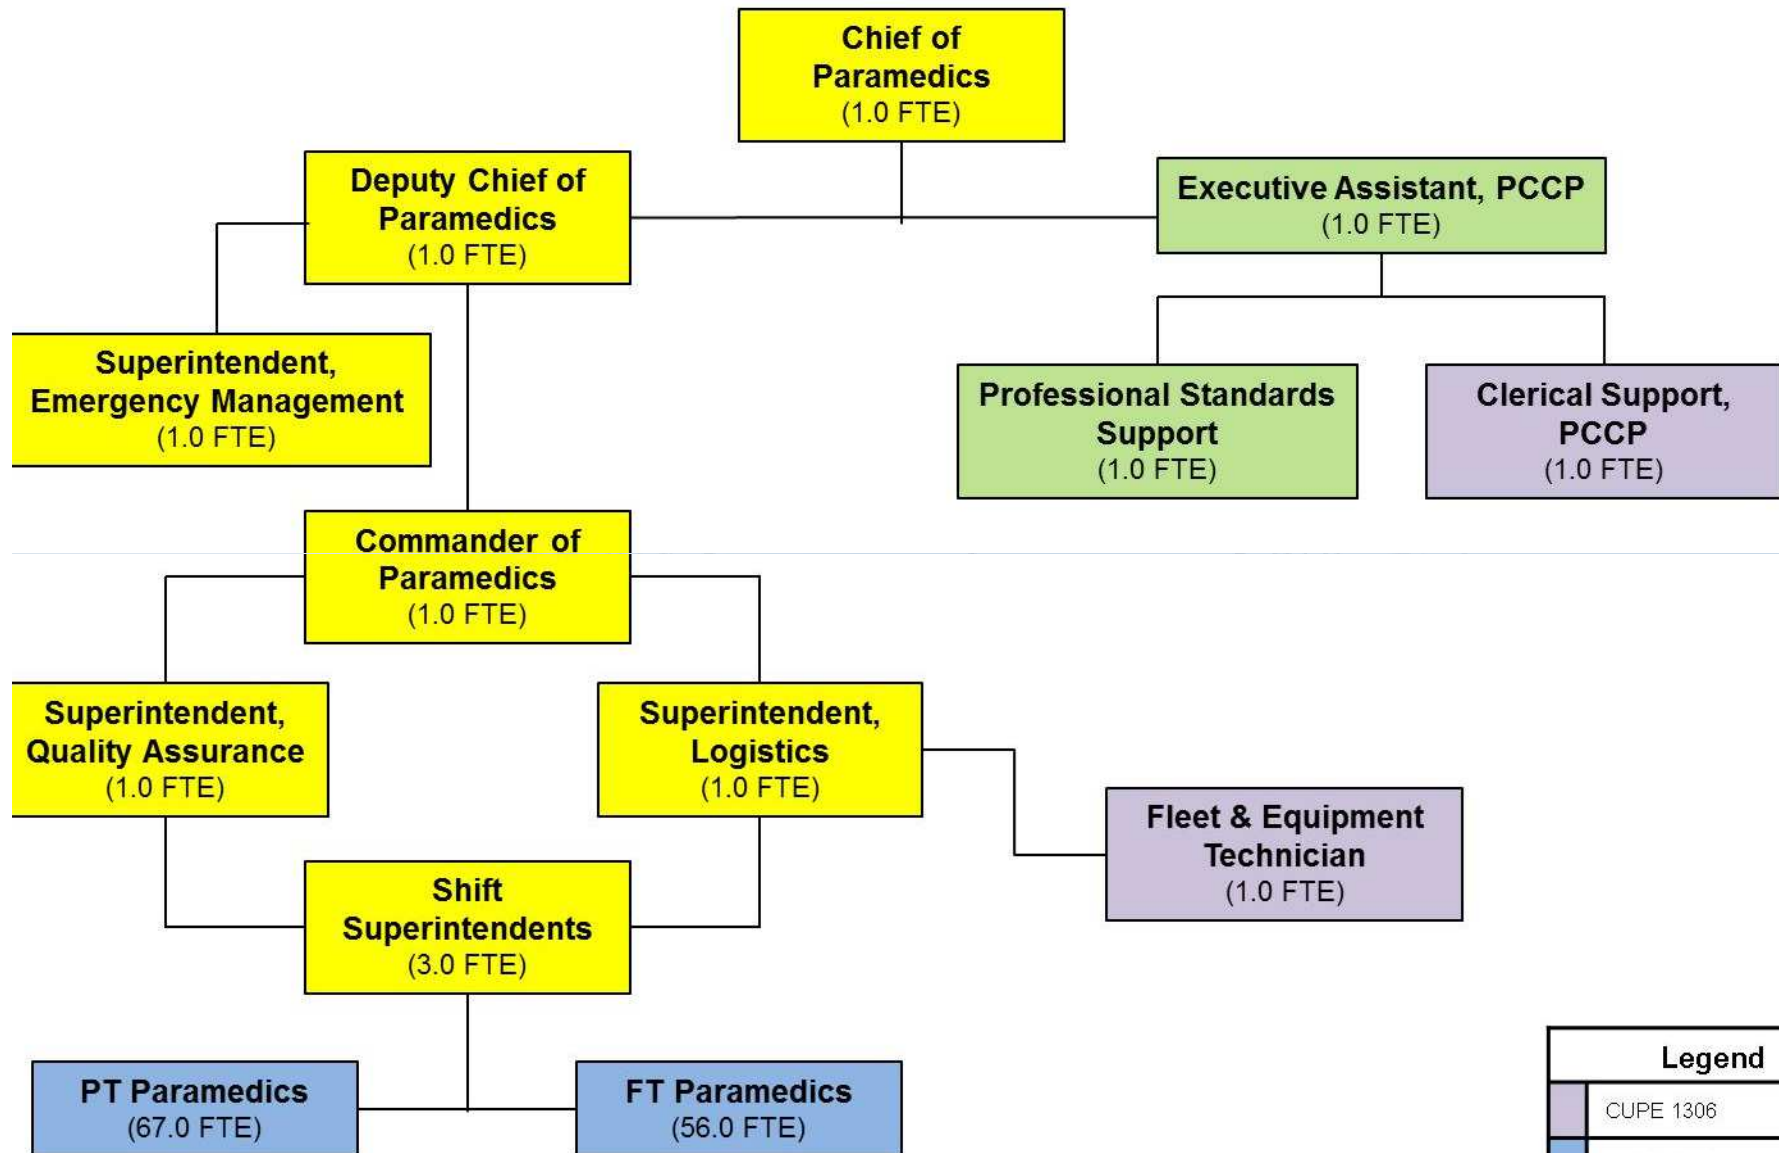 Chief of
Paramedics
(1.0 FTE)
Deputy Chief of
Paramedics
(1.0 FTE)
Executive Assistant, PCCP
(1.0 FTE)
Superintendent,
Emergency Management
(1.0 FTE)
Professional Standards
Support
(1.0 FTE)
Clerical Support,
PCCP
(1.0 FTE)
Commander of
Paramedics
(1.0 FTE)
Superintendent,
Quality Assurance
(1.0 FTE)
Superintendent,
Logistics
(1.0 FTE)
Fleet & Equipment
Technician
(1.0 FTE)
Shift
Superintendents
(3.0 FTE)
PT Paramedics
(67.0 FTE)
FT Paramedics
(56.0 FTE)
Legend
CUPE 1306